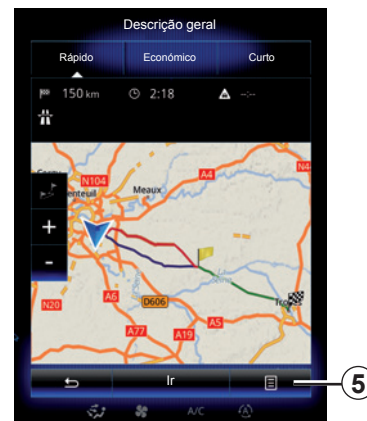 Descrição geral
Rápido Económico Curto
150 km 2:18 --:--
N104 A4 N4
Meaux
+
-
N20 A6 D606
A77 A19 A5
Ir
5
A/C